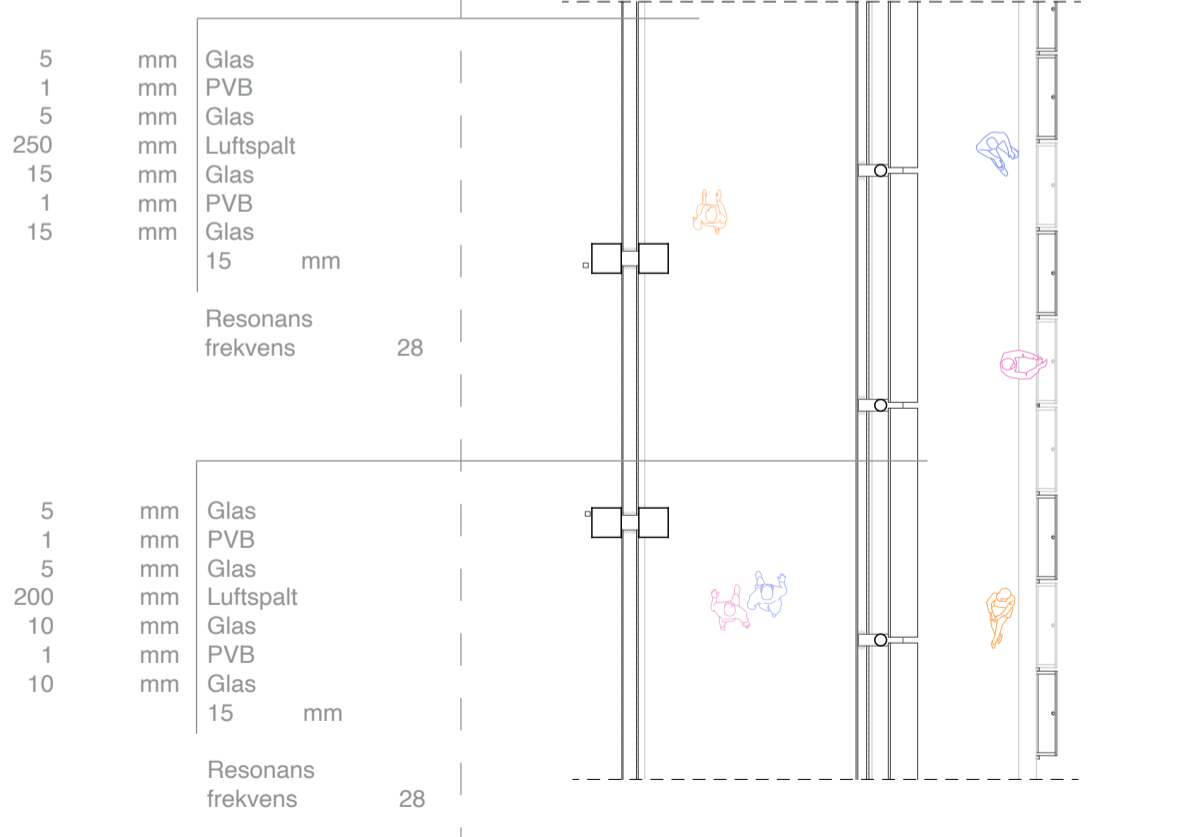 5 mm Glas
1 mm PVB
5 mm Glas
250 mm Luftspalt
15 mm Glas
1 mm PVB
15 mm Glas
15 mm
Resonans
frekvens 28
5 mm Glas
1 mm PVB
5 mm Glas
200 mm Luftspalt
10 mm Glas
1 mm PVB
10 mm Glas
15 mm
Resonans
frekvens 28